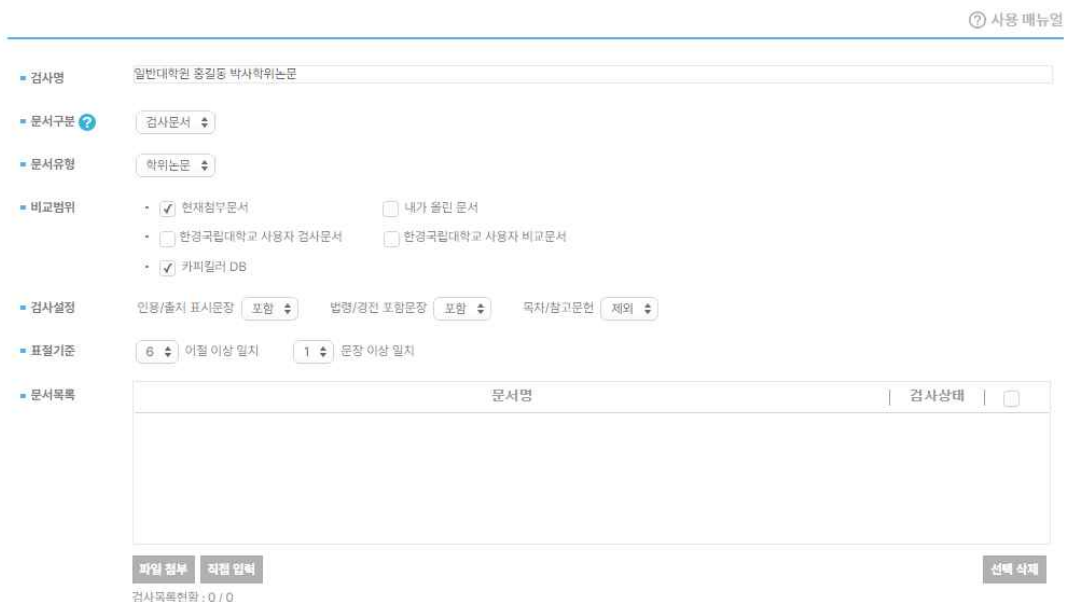 ? 사용 매뉴얼
검사명 일반대학원 홍길동 박사학위논문
문서구분 ? 검사문서
문서유형 학위논문
비교범위 현재첨부문서 내가 올린 문서
한경국립대학교 사용자 검사문서 한경국립대학교 사용자 비교문서
카피킬러 DB
검사설정 인용/출처 표시문장 포함 법령/경전 포함문장 포함 목차/참고문헌 제외
표절기준 6 어절 이상 일치 1 문장 이상 일치
문서목록 문서명 검사상태
파일 첨부 직접 입력 선택 삭제
검사목록현황 : 0 / 0